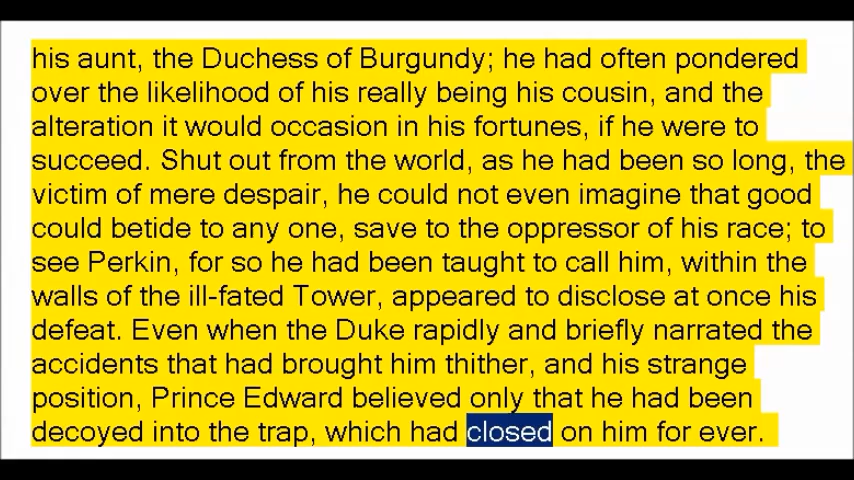 his aunt, the Duchess of Burgundy; he had often pondered
over the likelihood of his really being his cousin, and the
alteration it would occasion in his fortunes, if he were to
succeed. Shut out from the world, as he had been so long, the
victim of mere despair, he could not even imagine that good
could betide to any one, save to the oppressor of his race; to
see Perkin, for so he had been taught to call him, within the
walls of the ill-fated Tower, appeared to disclose at once his
defeat. Even when the Duke rapidly and briefly narrated the
accidents that had brought him thither, and his strange
position, Prince Edward believed only that he had been
decoyed into the trap, which had closed on him for ever.